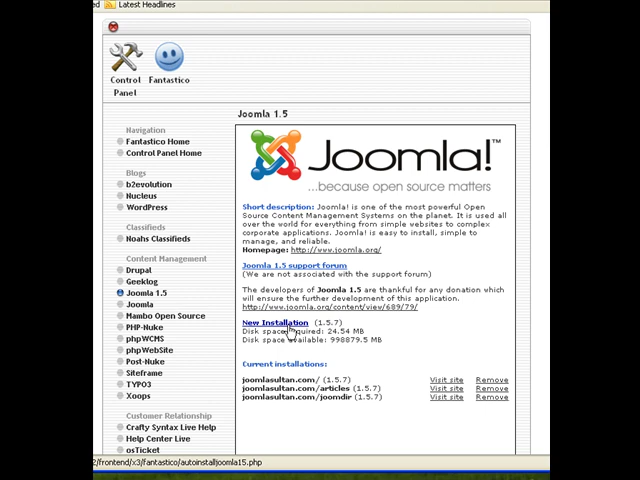 Latest Headlines
Control Panel
Fantastico
Joomla 1.5
Navigation
Fantastico Home
Control Panel Home
Blogs
b2evolution
Nucleus
WordPress
Classifieds
Noahs Classifieds
Content Management
Drupal
Geeklog
Joomla 1.5
Joomla
Mambo Open Source
PHP-Nuke
phpWCMS
phpWebSite
Post-Nuke
Siteframe
TYPO3
Xoops
Customer Relationship
Crafty Syntax Live Help
Help Center Live
osTicket
Joomla!™
...because open source matters
Short description: Joomla! is one of the most powerful Open
Source Content Management Systems on the planet. It is used all
over the world for everything from simple websites to complex
corporate applications. Joomla! is easy to install, simple to
manage, and reliable.
Homepage: http://www.joomla.org/
Joomla 1.5 support forum
(We are not associated with the support forum)
The developers of Joomla 1.5 are thankful for any donation which
will ensure the further development of this application.
http://www.joomla.org/content/view/689/79/
New Installation (1.5.7)
Disk space required: 24.54 MB
Disk space available: 998879.5 MB
Current installations:
joomlasultan.com/ (1.5.7) Visit site Remove
joomlasultan.com/articles (1.5.7) Visit site Remove
joomlasultan.com/joomdir (1.5.7) Visit site Remove
2/frontend/x3/fantastico/autoinstalljoomla15.php